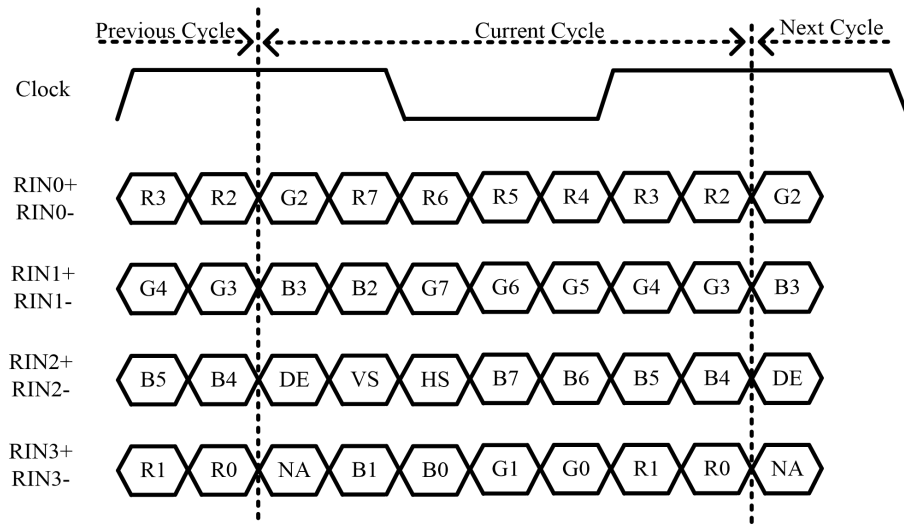 Previous Cycle Current Cycle Next Cycle
Clock
RIN0+
RIN0-
R3 R2 G2 R7 R6 R5 R4 R3 R2 G2
RIN1+
RIN1-
G4 G3 B3 B2 G7 G6 G5 G4 G3 B3
RIN2+
RIN2-
B5 B4 DE VS HS B7 B6 B5 B4 DE
RIN3+
RIN3-
R1 R0 NA B1 B0 G1 G0 R1 R0 NA